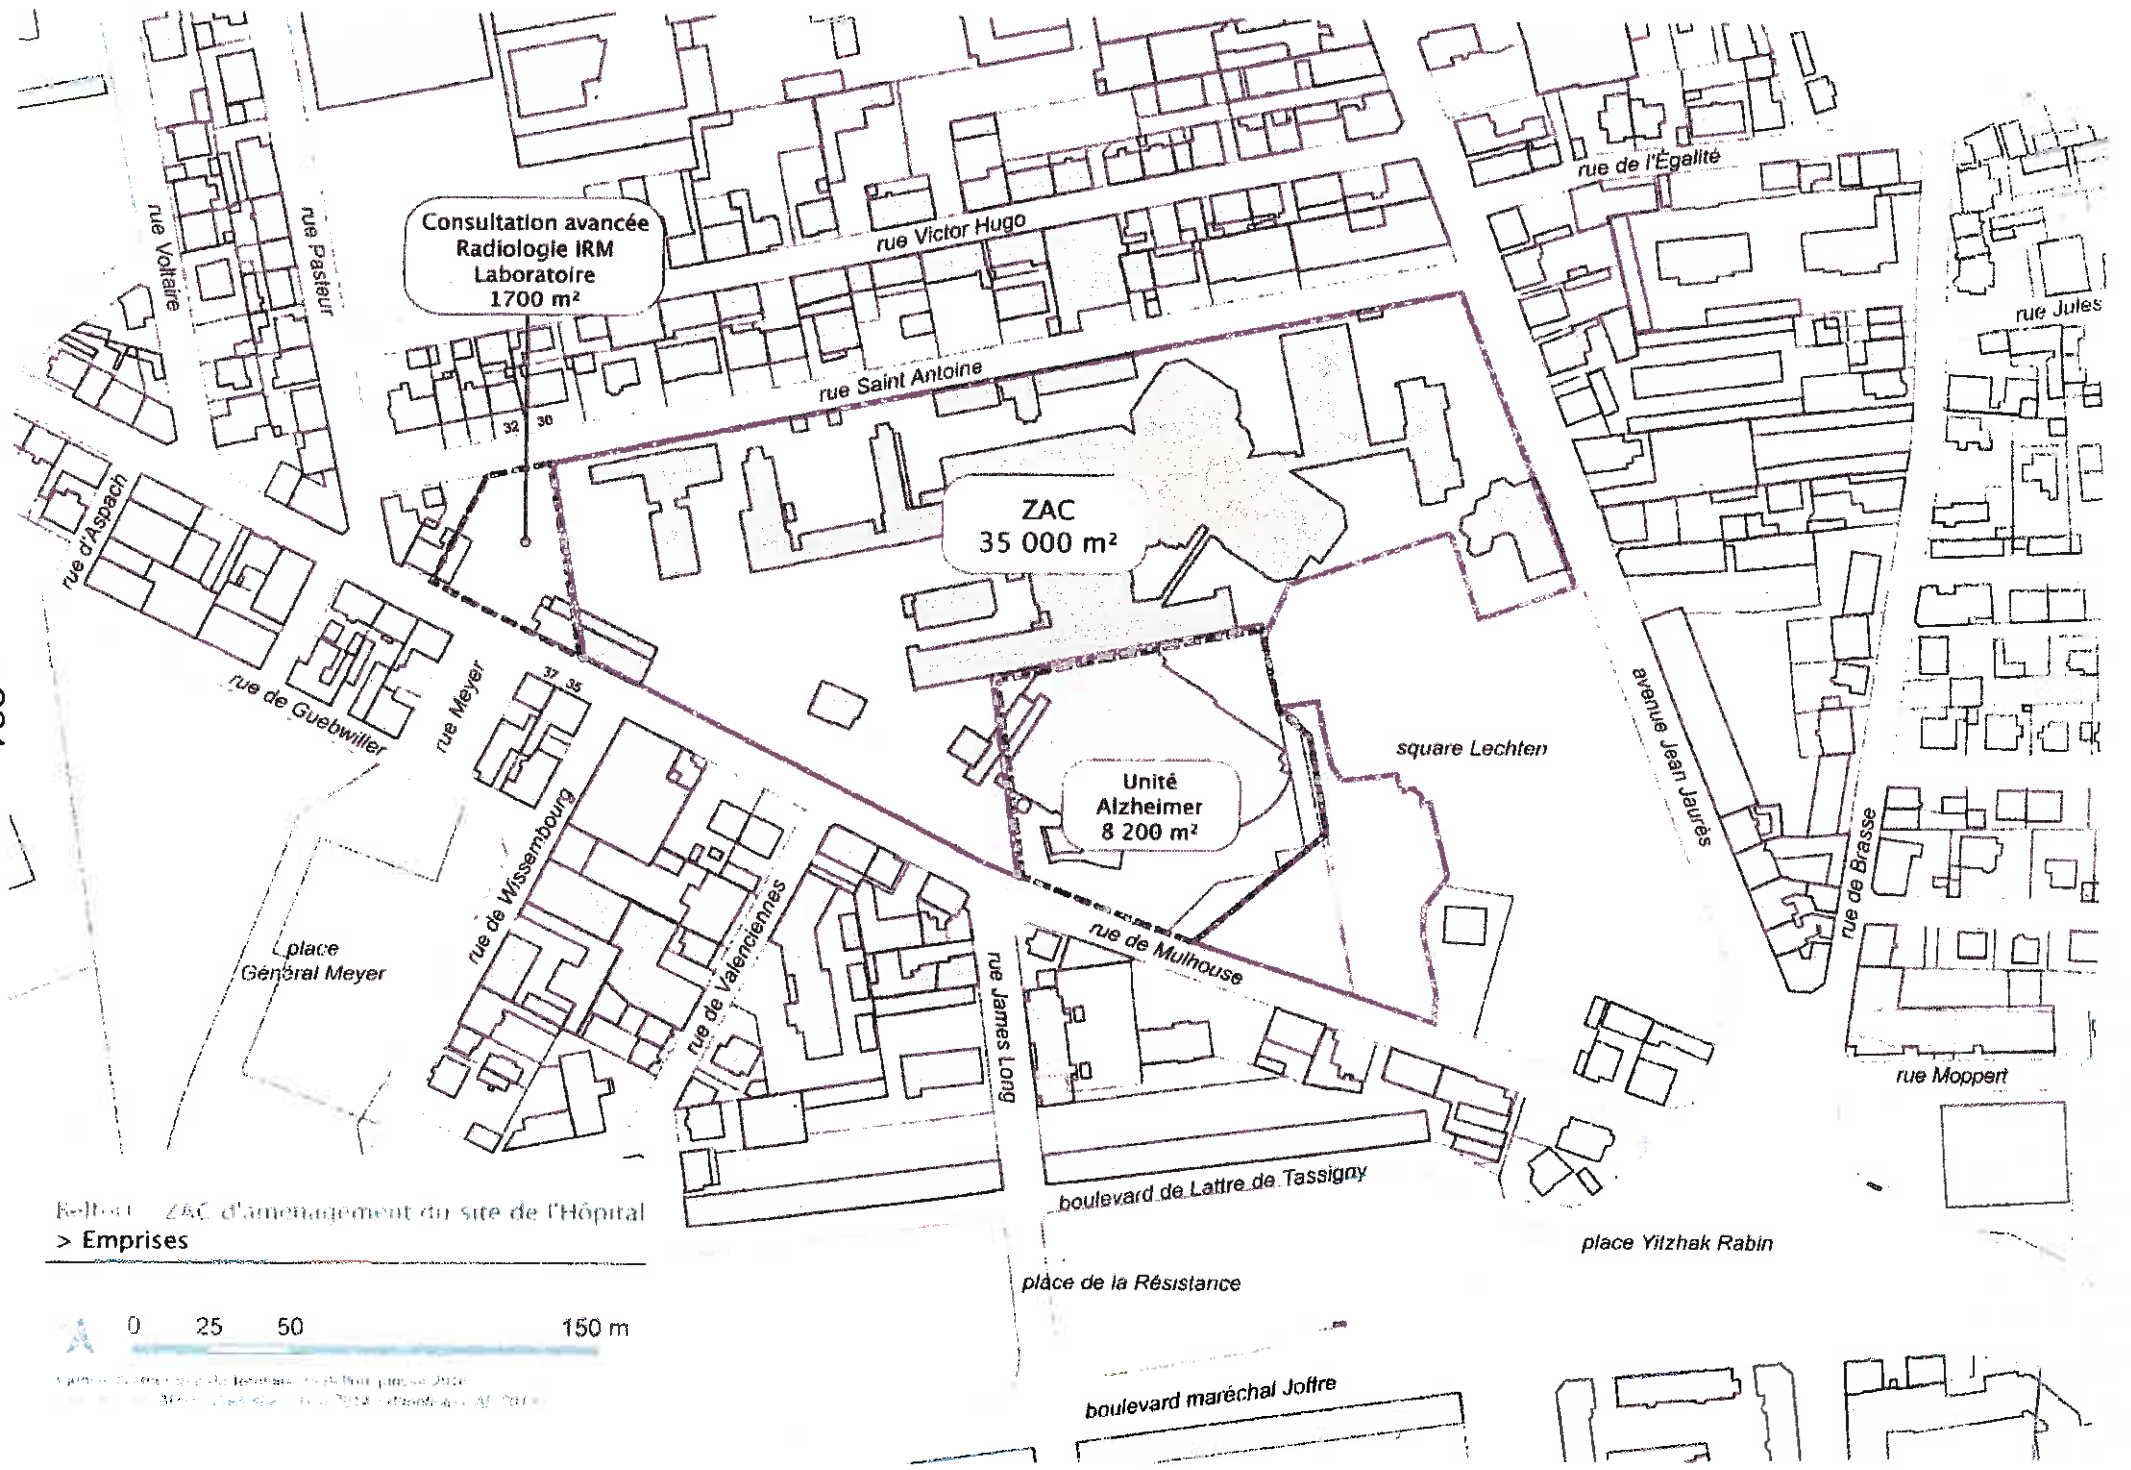 rue de l'Égalité
rue Voltaire
rue Pasteur
Consultation avancée
Radiologie IRM
Laboratoire
1700 m²
rue Victor Hugo
rue Jules
rue Saint Antoine
32
30
rue d'Aspach
ZAC
35 000 m²
rue de Guebwiller
rue Meyer
37
35
avenue Jean Jaurès
square Lechten
Unité
Alzheimer
8 200 m²
rue de Wissembourg
rue de Valenciennes
rue de Brasse
place
Général Meyer
rue de Mulhouse
rue James Long
rue Moppert
boulevard de Lattre de Tassigny
Belfort ZAC d'aménagement du site de l'Hôpital
> Emprises
place Yitzhak Rabin
place de la Résistance
0 25 50 150 m
boulevard maréchal Joffre